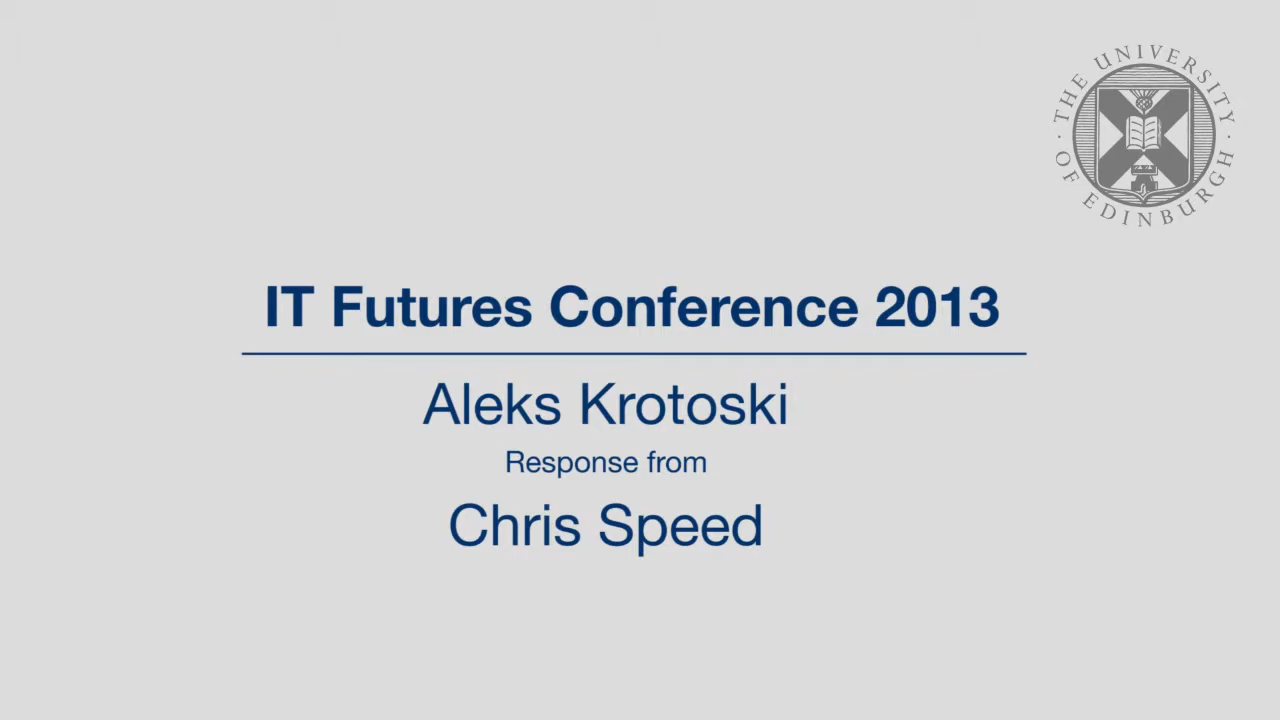 THE UNIVERSITY OF EDINBURGH
IT Futures Conference 2013
Aleks Krotoski
Response from
Chris Speed